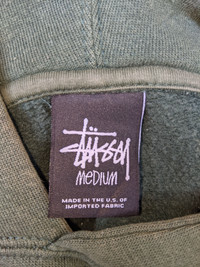 Stüssy
MEDIUM
MADE IN THE U.S. OF
IMPORTED FABRIC